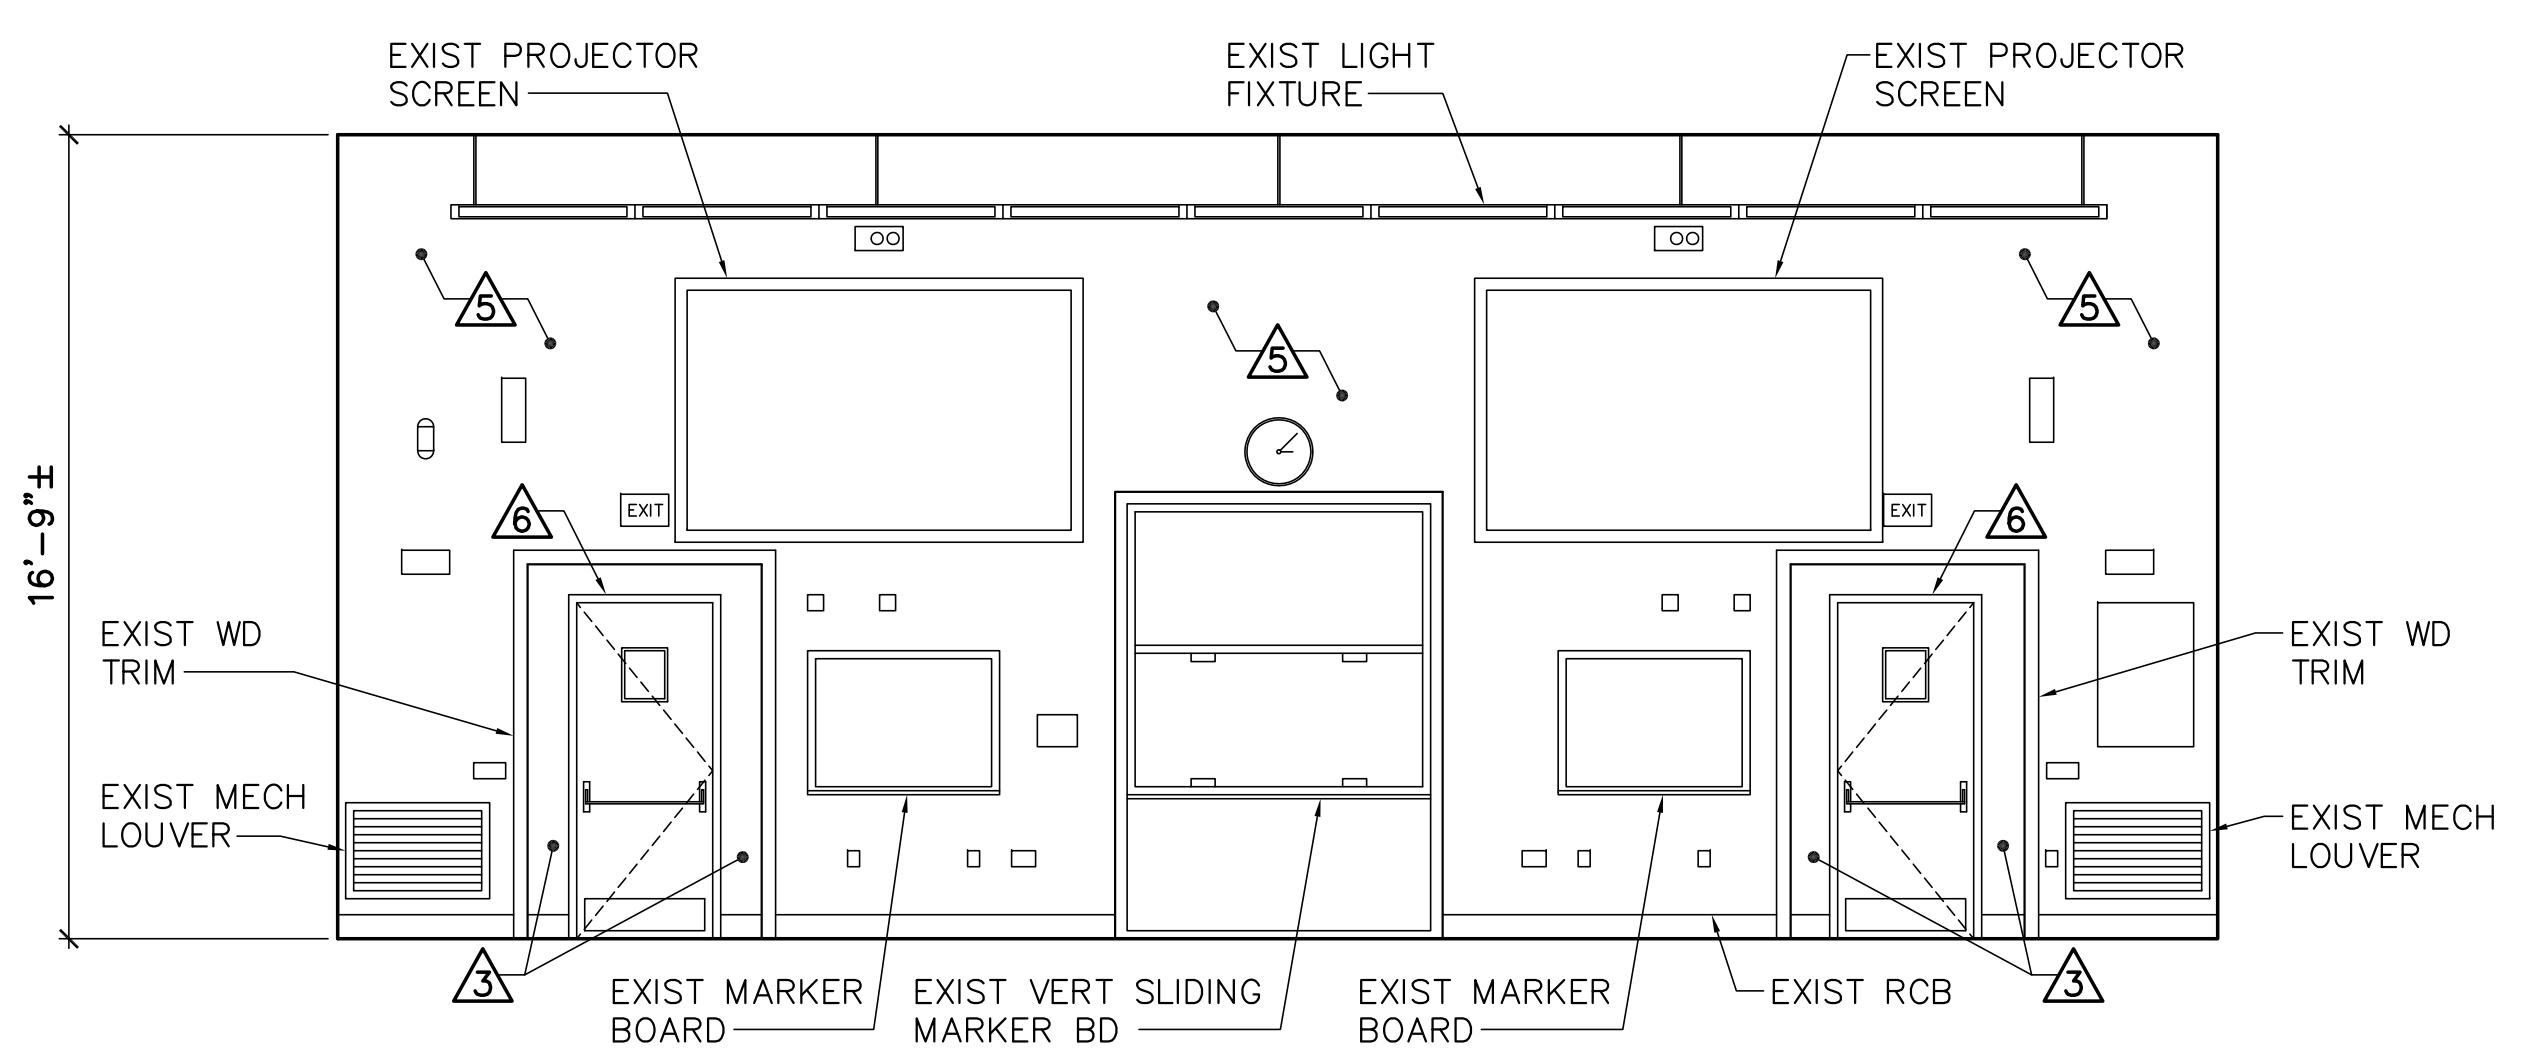 EXIST PROJECTOR
SCREEN
EXIST LIGHT
FIXTURE
EXIST PROJECTOR
SCREEN
5
5
5
16'-9"±
EXIT
EXIT
6
6
EXIST WD
TRIM
EXIST WD
TRIM
EXIST MECH
LOUVER
EXIST MECH
LOUVER
3
3
EXIST MARKER
BOARD
EXIST VERT SLIDING
MARKER BD
EXIST MARKER
BOARD
EXIST RCB